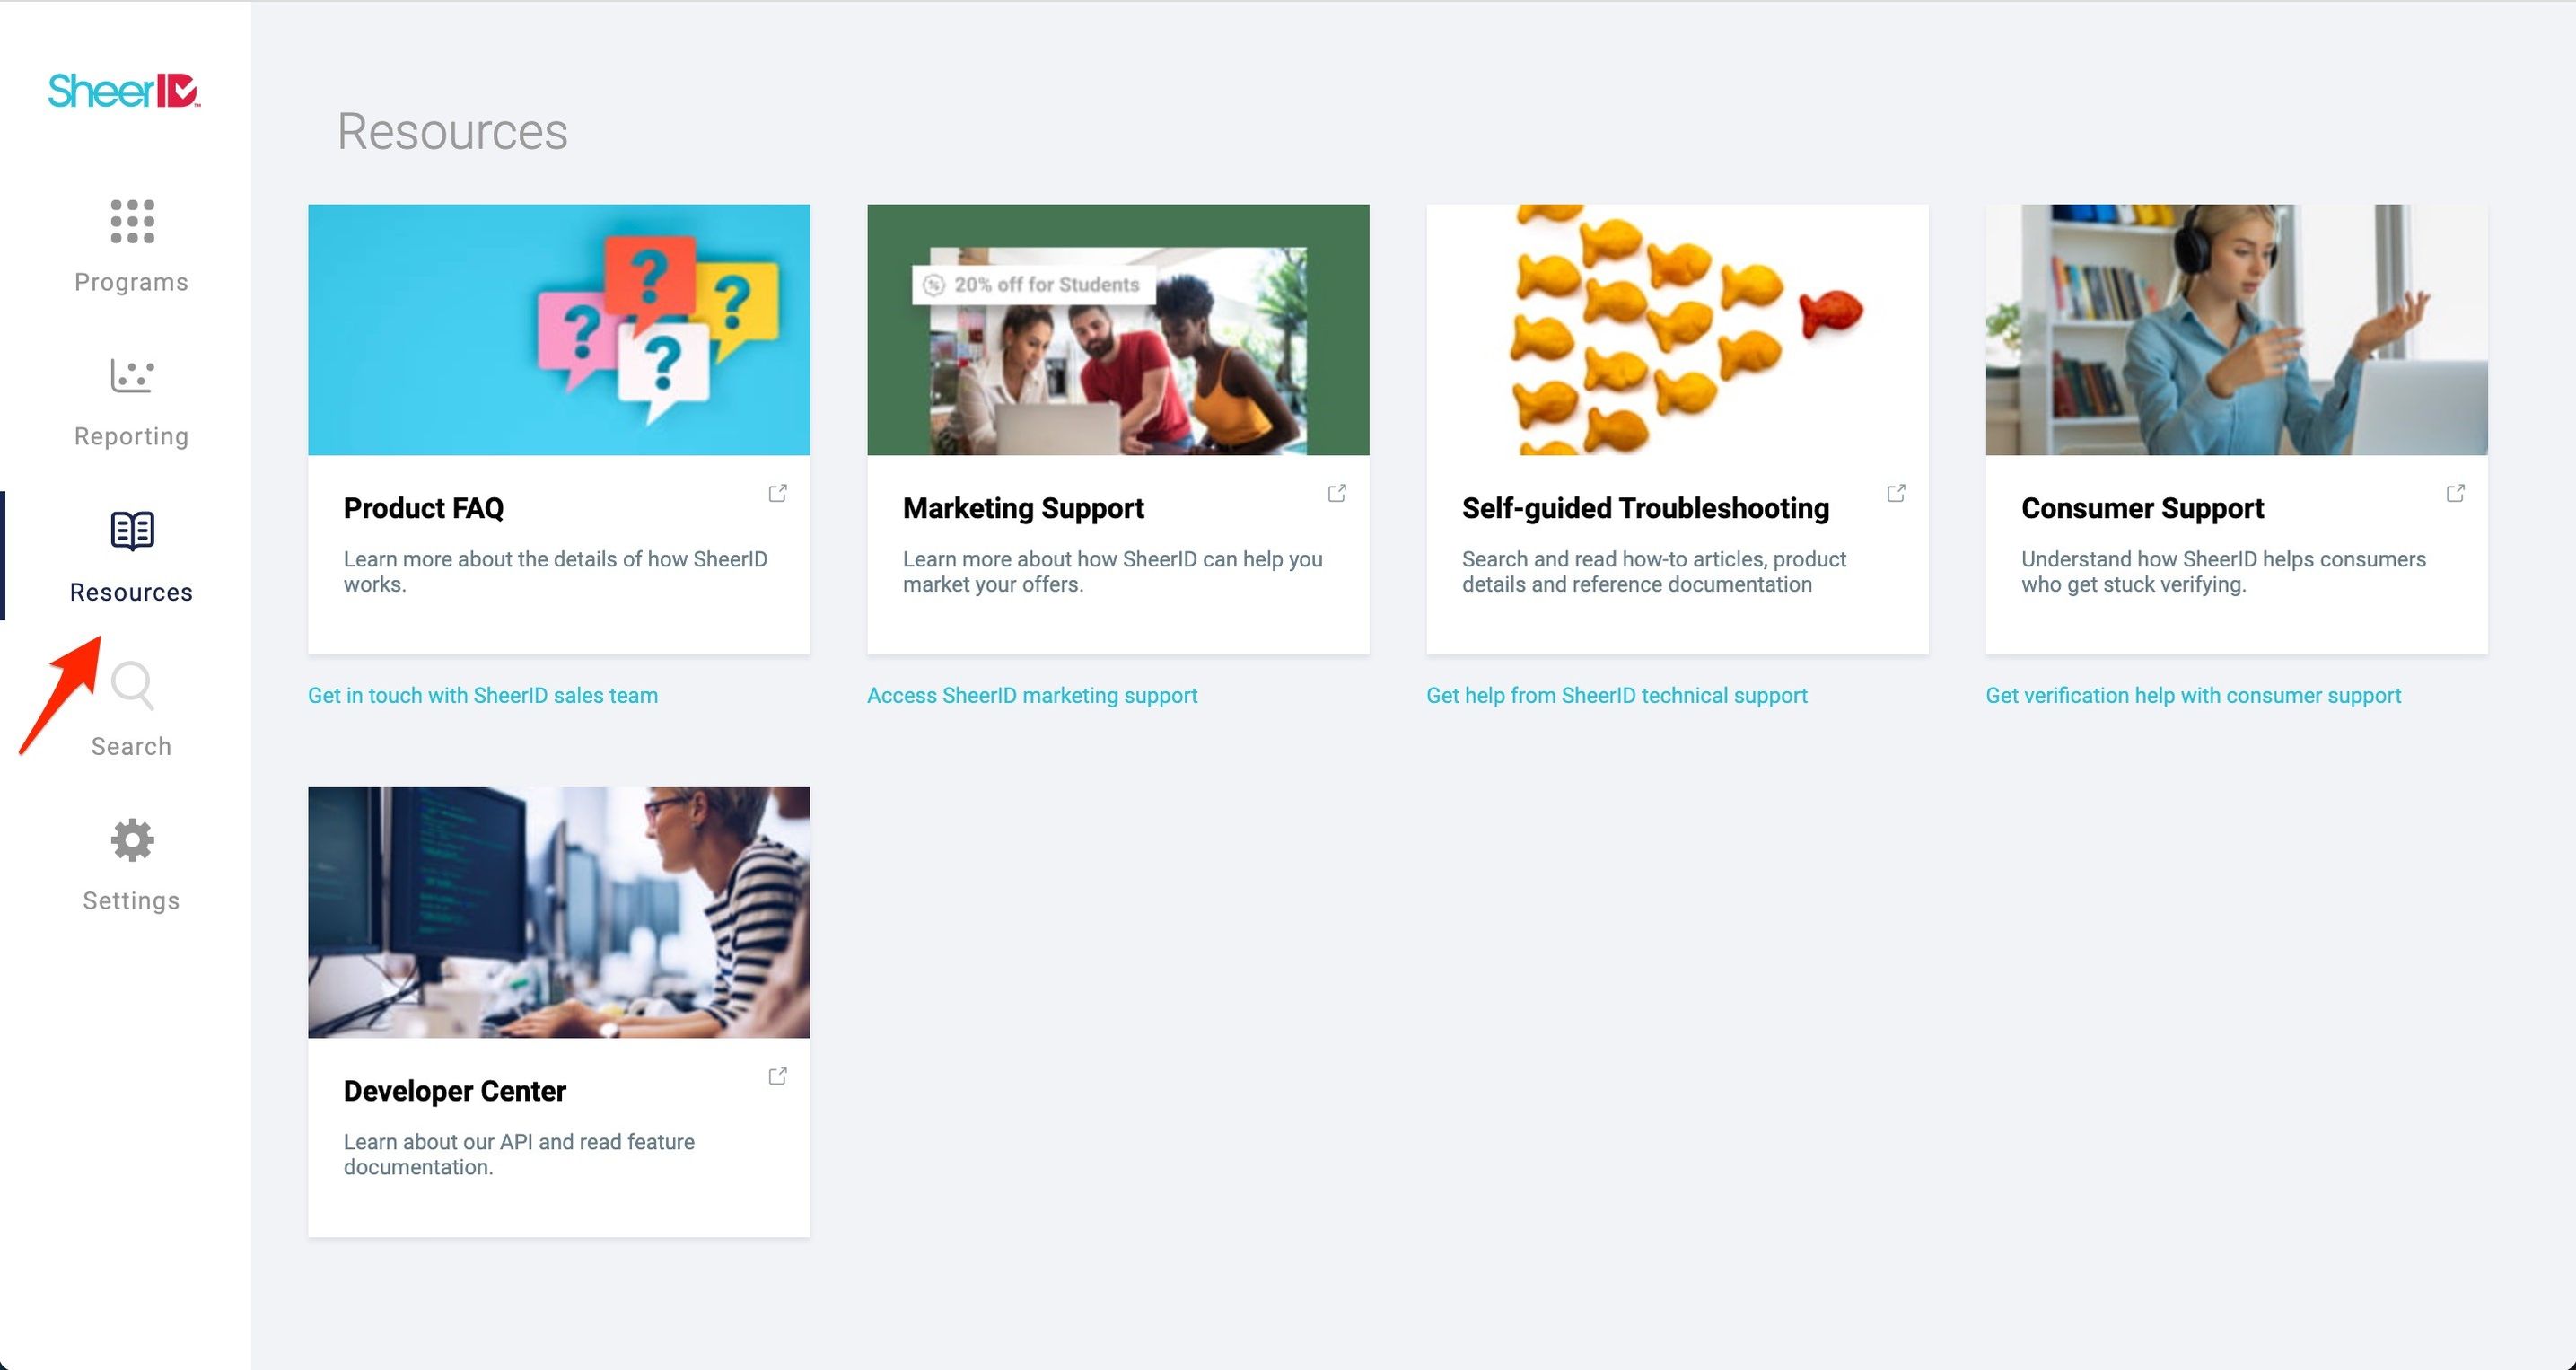 SheerID™
Programs
Reporting
Resources
Search
Settings
Resources
? ? ? ?
Product FAQ
Learn more about the details of how SheerID
works.
Get in touch with SheerID sales team
20% off for Students
Marketing Support
Learn more about how SheerID can help you
market your offers.
Access SheerID marketing support
Self-guided Troubleshooting
Search and read how-to articles, product
details and reference documentation
Get help from SheerID technical support
Consumer Support
Understand how SheerID helps consumers
who get stuck verifying.
Get verification help with consumer support
Developer Center
Learn about our API and read feature
documentation.